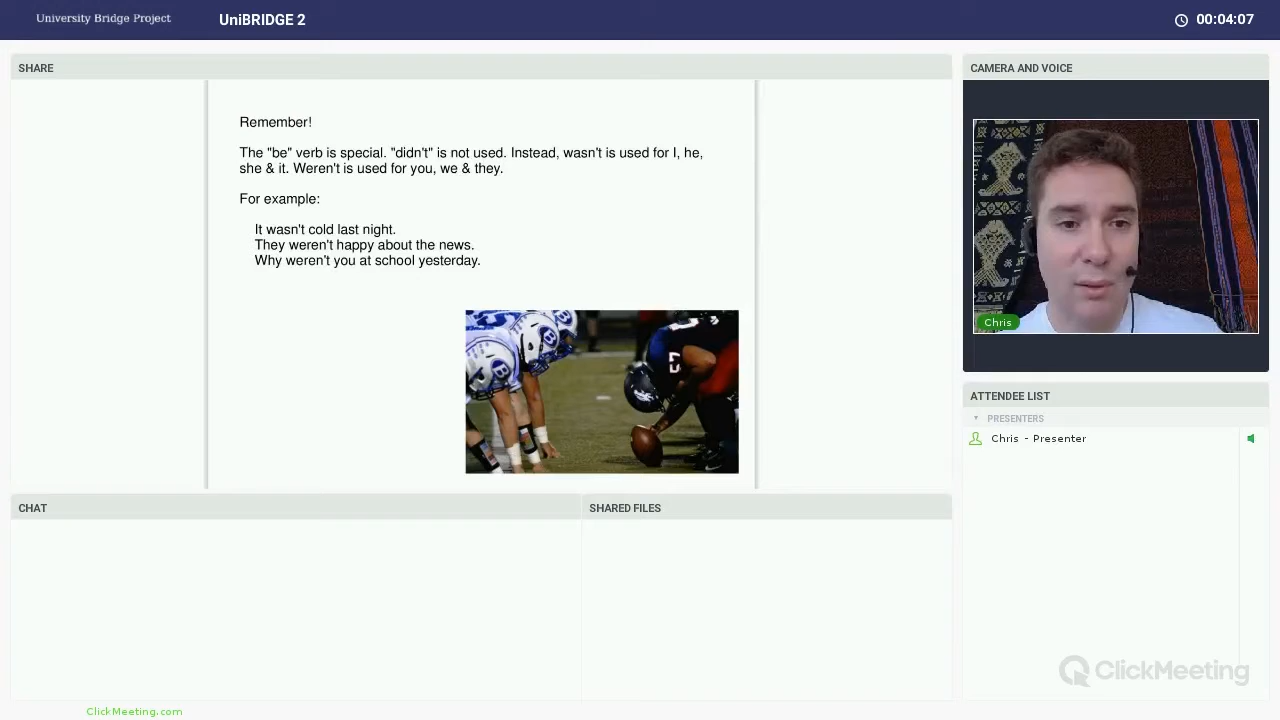 University Bridge Project
UniBRIDGE 2
00:04:07
SHARE
CAMERA AND VOICE
Remember!
The "be" verb is special. "didn't" is not used. Instead, wasn't is used for I, he,
she & it. Weren't is used for you, we & they.
For example:
It wasn't cold last night.
They weren't happy about the news.
Why weren't you at school yesterday.
B
B
57
Chris
ATTENDEE LIST
PRESENTERS
Chris - Presenter
CHAT
SHARED FILES
ClickMeeting
ClickMeeting.com